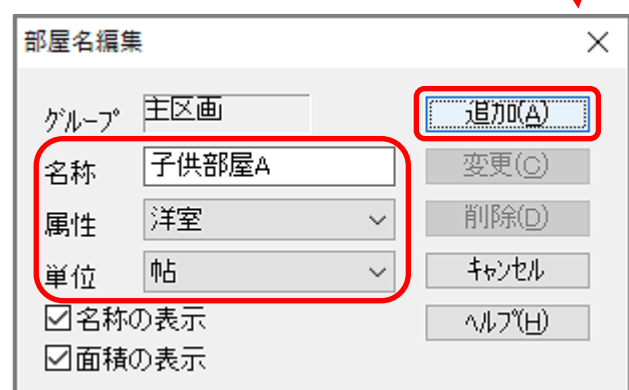 部屋名編集
グループ 主区画 追加(A)
名称 子供部屋A 変更(C)
属性 洋室 削除(D)
単位 帖 キャンセル
名称の表示 ヘルプ(H)
面積の表示